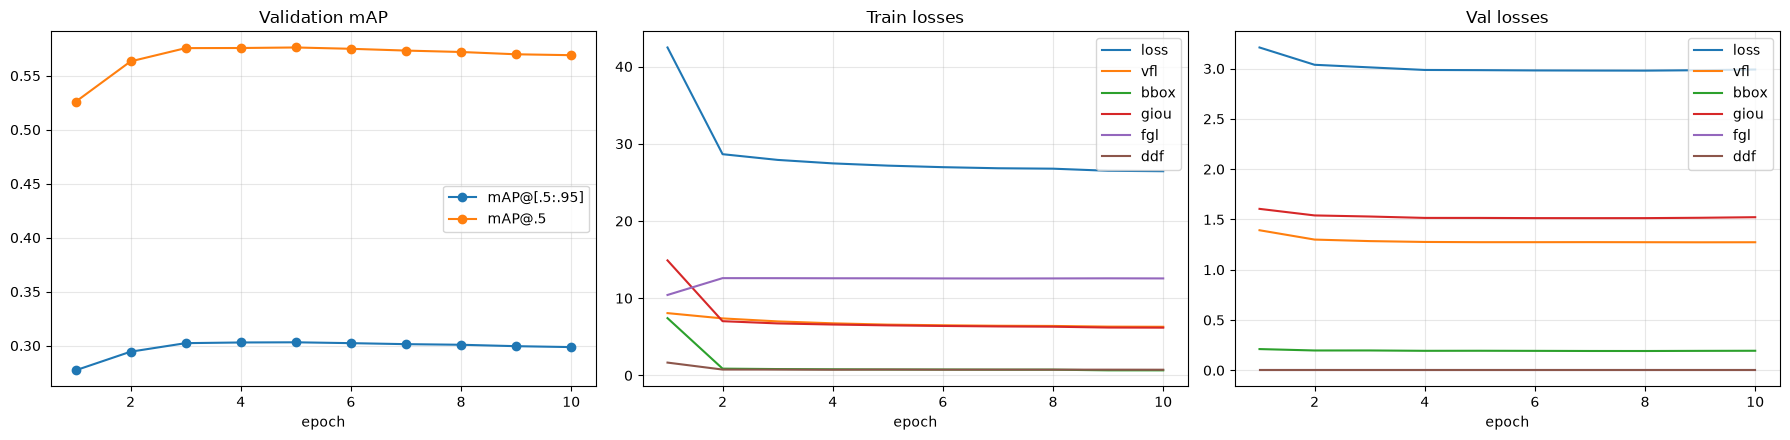 Validation mAP
0.55
0.50
0.45
0.40
0.35
0.30
mAP@[.5:.95]
mAP@.5
2
4
6
8
10
epoch
Train losses
40
30
20
10
0
loss
vfl
bbox
giou
fgl
ddf
2
4
6
8
10
epoch
Val losses
3.0
2.5
2.0
1.5
1.0
0.5
0.0
loss
vfl
bbox
giou
fgl
ddf
2
4
6
8
10
epoch